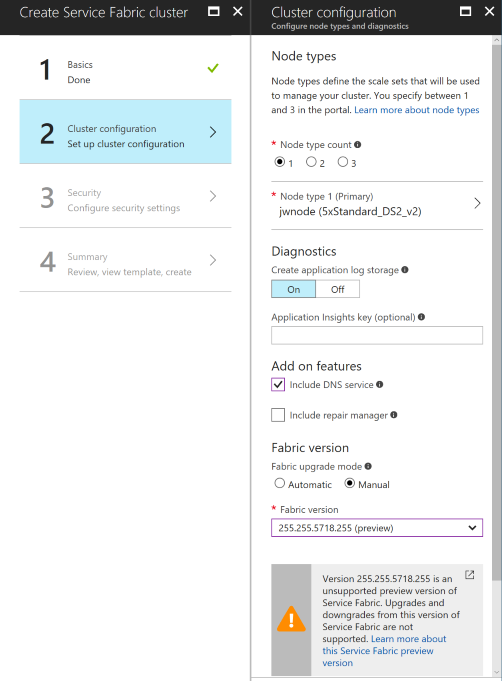 Create Service Fabric cluster
1
Basics
Done
2
Cluster configuration
Set up cluster configuration
3
Security
Configure security settings
4
Summary
Review, view template, create
Cluster configuration
Configure node types and diagnostics
Node types
Node types define the scale sets that will be used
to manage your cluster. You specify between 1
and 3 in the portal. Learn more about node types
* Node type count
1 2 3
* Node type 1 (Primary)
jwnode (5xStandard_DS2_v2)
Diagnostics
Create application log storage
On Off
Application Insights key (optional)
Add on features
Include DNS service
Include repair manager
Fabric version
Fabric upgrade mode
Automatic Manual
* Fabric version
255.255.5718.255 (preview)
Version 255.255.5718.255 is an
unsupported preview version of
Service Fabric. Upgrades and
downgrades from this version of
Service Fabric are not
supported. Learn more about
this Service Fabric preview
version